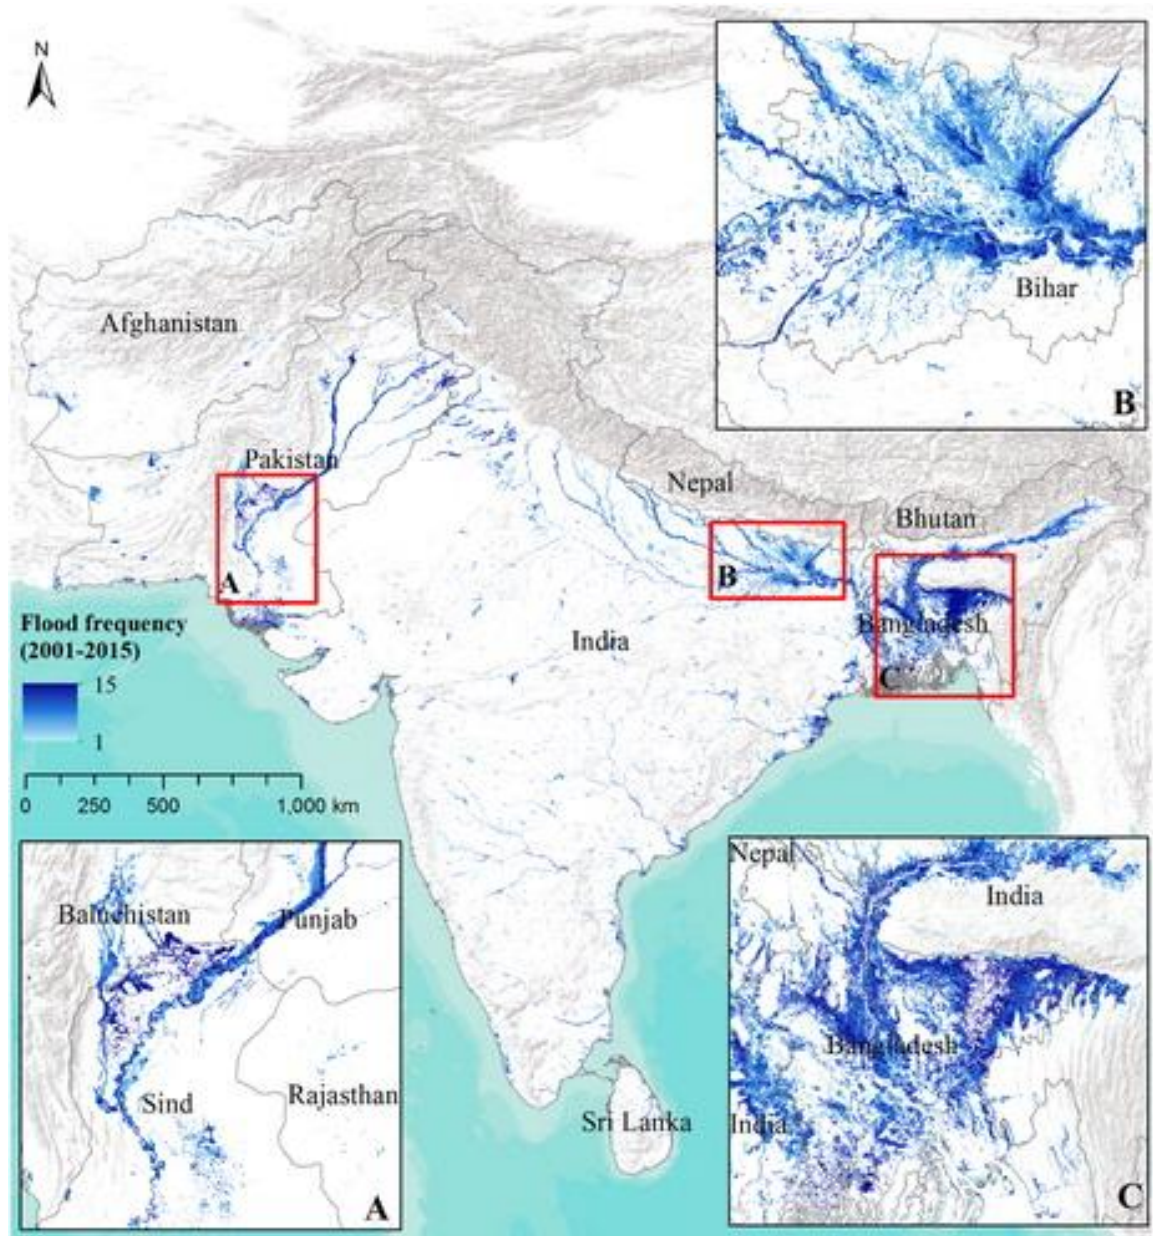 N
Bihar
B
Afghanistan
Pakistan
Nepal
Bhutan
A
B
India
Bangladesh
C
Flood frequency
(2001-2015)
15
1
0 250 500 1,000 km
Baluchistan
Punjab
Sind
Rajasthan
A
Sri Lanka
Nepal
India
Bangladesh
India
C